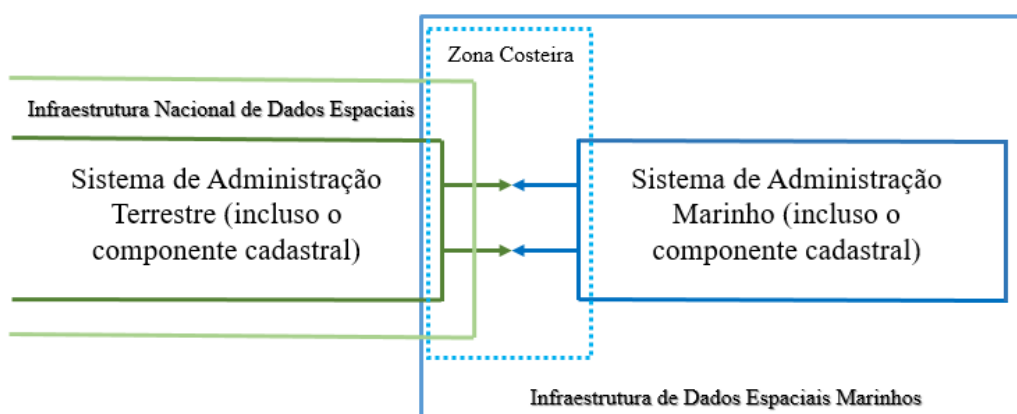 Zona Costeira
Infraestrutura Nacional de Dados Espaciais
Sistema de Administração
Terrestre (incluso o
componente cadastral)
Sistema de Administração
Marinho (incluso o
componente cadastral)
Infraestrutura de Dados Espaciais Marinhos